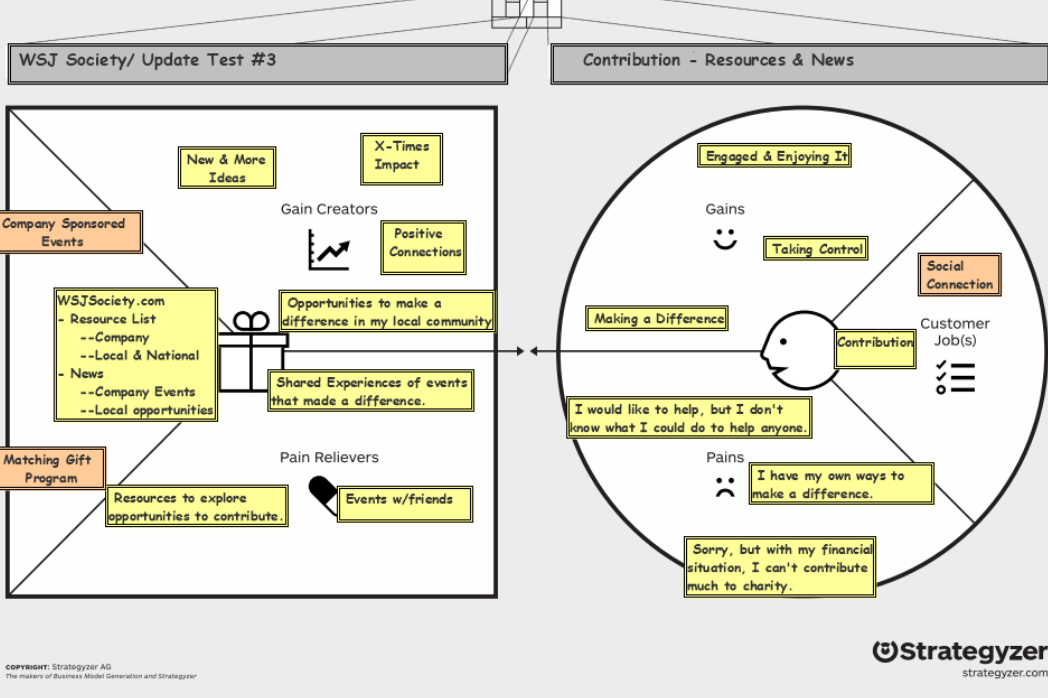 WSJ Society/ Update Test #3
Contribution - Resources & News
New & More
Ideas
X-Times
Impact
Gain Creators
Positive
Connections
Company Sponsored
Events
WSJSociety.com
- Resource List
--Company
--Local & National
- News
--Company Events
--Local opportunities
Opportunities to make a
difference in my local community
Shared Experiences of events
that made a difference.
Matching Gift
Program
Pain Relievers
Resources to explore
opportunities to contribute.
Events w/friends
Engaged & Enjoying It
Gains
Taking Control
Making a Difference
Social
Connection
Customer
Job(s)
Contribution
I would like to help, but I don't
know what I could do to help anyone.
Pains
I have my own ways to
make a difference.
Sorry, but with my financial
situation, I can't contribute
much to charity.
COPYRIGHT: Strategyzer AG
The makers of Business Model Generation and Strategyzer
Strategyzer
strategyzer.com